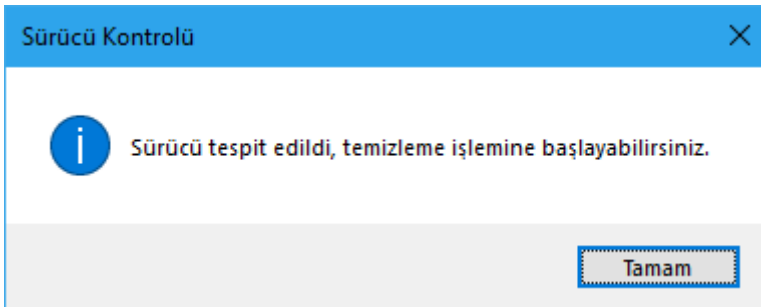 Sürücü Kontrolü
Sürücü tespit edildi, temizleme işlemine başlayabilirsiniz.
Tamam